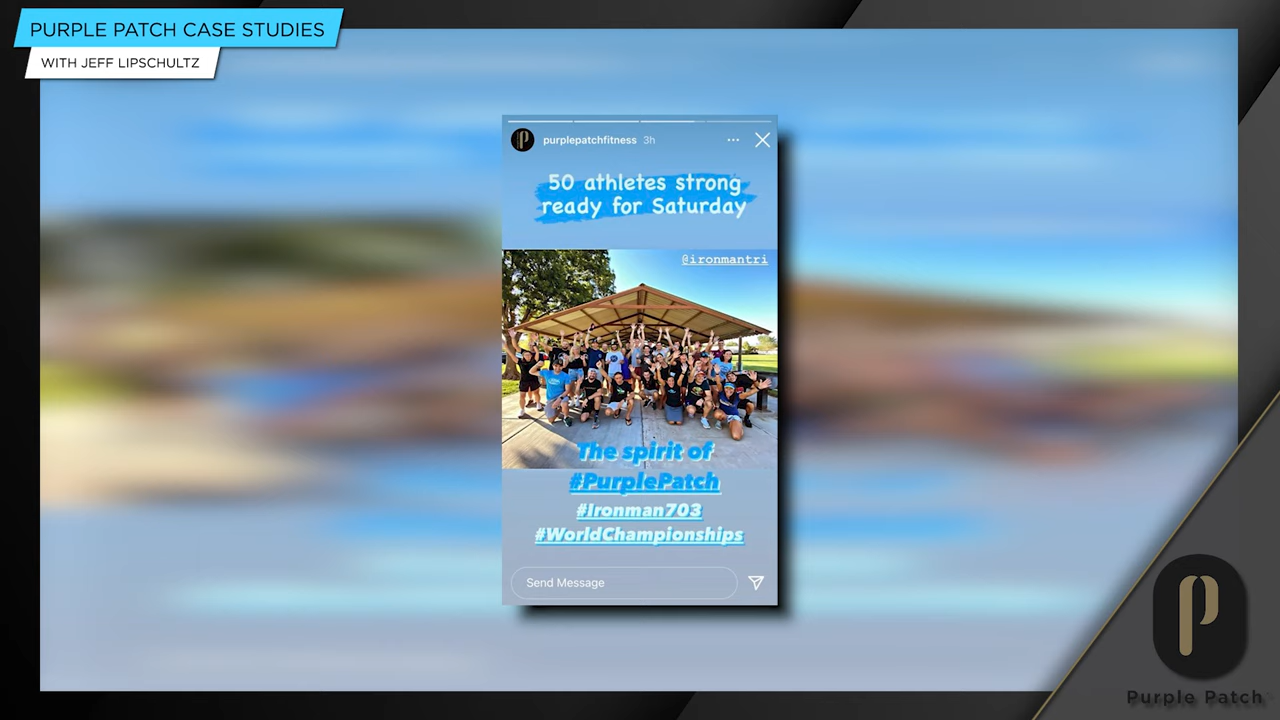 PURPLE PATCH CASE STUDIES
WITH JEFF LIPSCHULTZ
purplepatchfitness 3h
50 athletes strong
ready for Saturday
@ironmantri
The spirit of
#PurplePatch
#Ironman703
#WorldChampionships
Send Message
Purple Patch